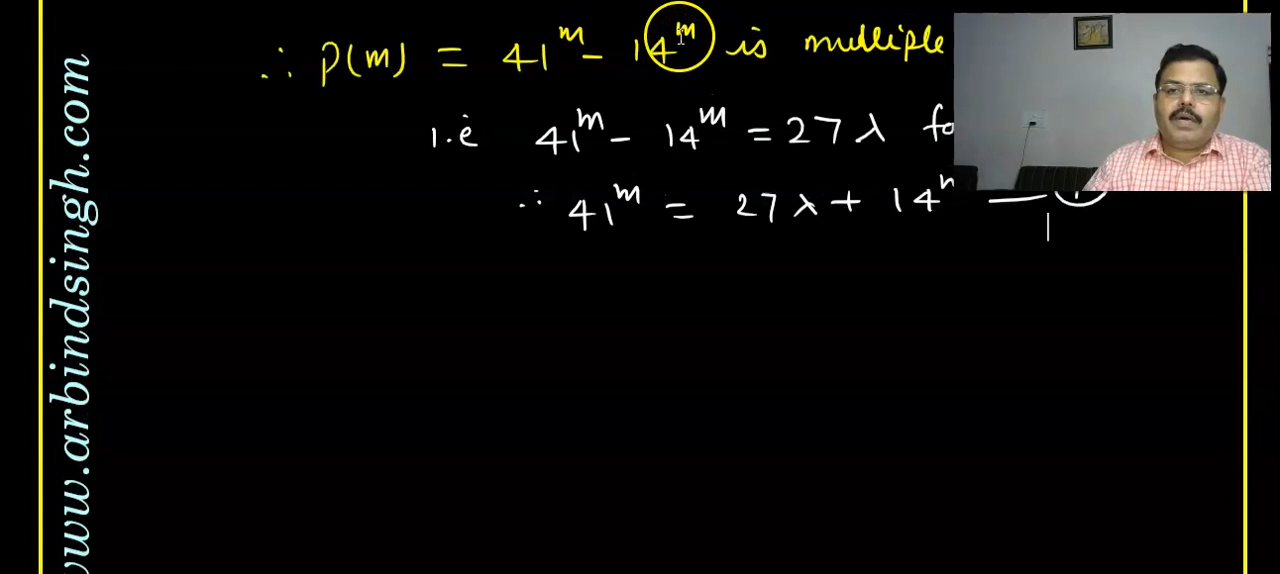 ∴ P(m) = 41^m - 14^m is multiple
i.e 41^m - 14^m = 27λ fo
∴ 41^m = 27λ + 14^m —
www.arbindsingh.com